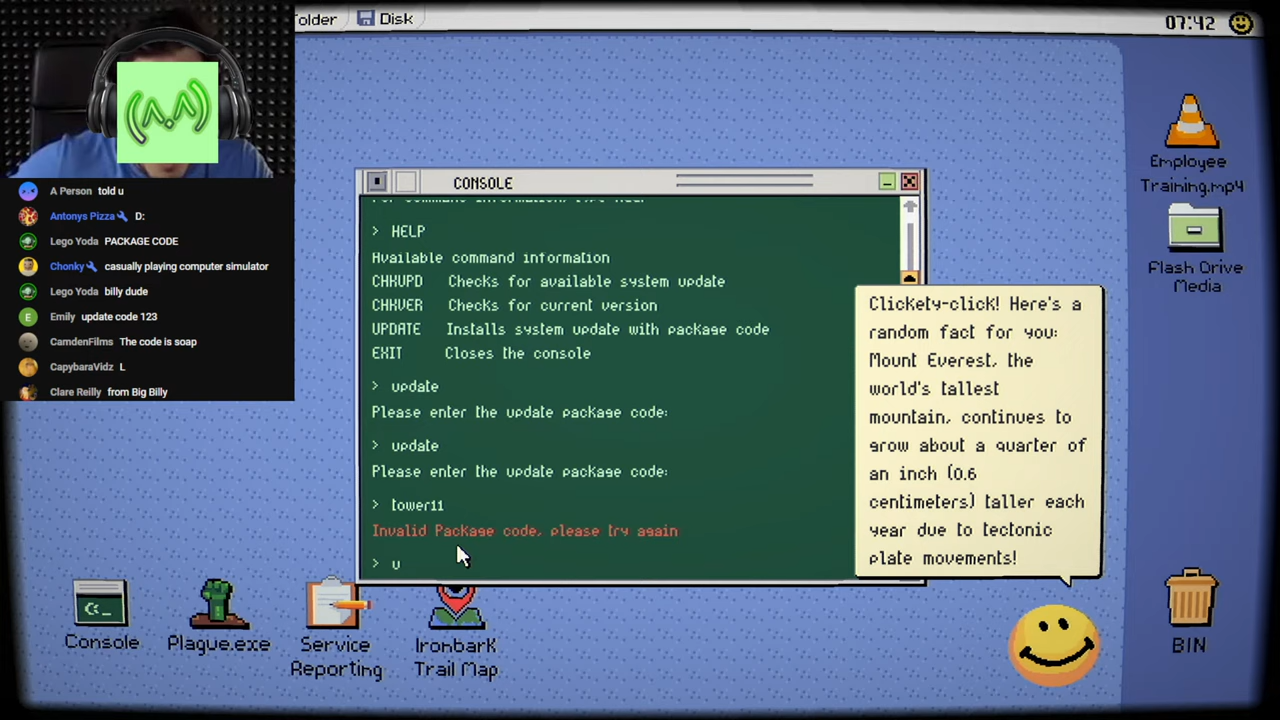 older
Disk
07:42
(^.^)
A Person told u
Antonys Pizza D:
Lego Yoda PACKAGE CODE
Chonky casually playing computer simulator
Lego Yoda billy dude
Emily update code 123
E
CamdenFilms The code is soap
CapybaraVidz L
Clare Reilly from Big Billy
CONSOLE
> HELP
Available command information
CHKUPD Checks for available system update
CHKVER Checks for current version
UPDATE Installs system update with package code
EXIT Closes the console
> update
Please enter the update package code:
> update
Please enter the update package code:
> tower11
Invalid Package code, please try again
> u
Clickety-click! Here's a
random fact for you:
Mount Everest, the
world's tallest
mountain, continues to
grow about a quarter of
an inch (0.6
centimeters) taller each
year due to tectonic
plate movements!
Employee
Training.mp4
Flash Drive
Media
Console
Plague.exe
Service
Reporting
Ironbark
Trail Map
BIN